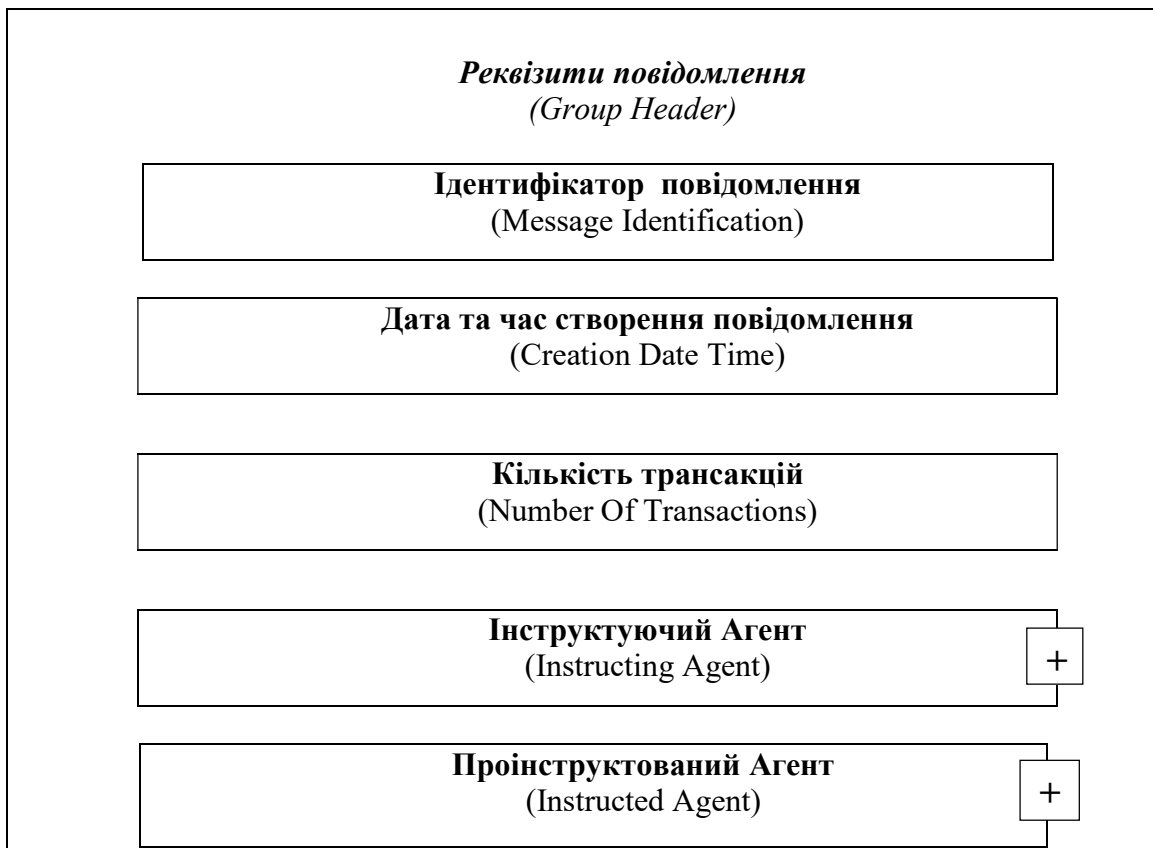 Реквізити повідомлення
(Group Header)
Ідентифікатор повідомлення
(Message Identification)
Дата та час створення повідомлення
(Creation Date Time)
Кількість трансакцій
(Number Of Transactions)
Інструктуючий Агент
(Instructing Agent)
+
Проінструктований Агент
(Instructed Agent)
+